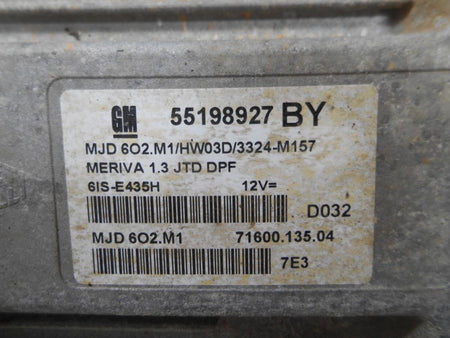 GM 55198927 BY
MJD 6O2.M1/HW03D/3324-M157
MERIVA 1.3 JTD DPF
6IS-E435H 12V=
D032
MJD 6O2.M1 71600.135.04
7E3